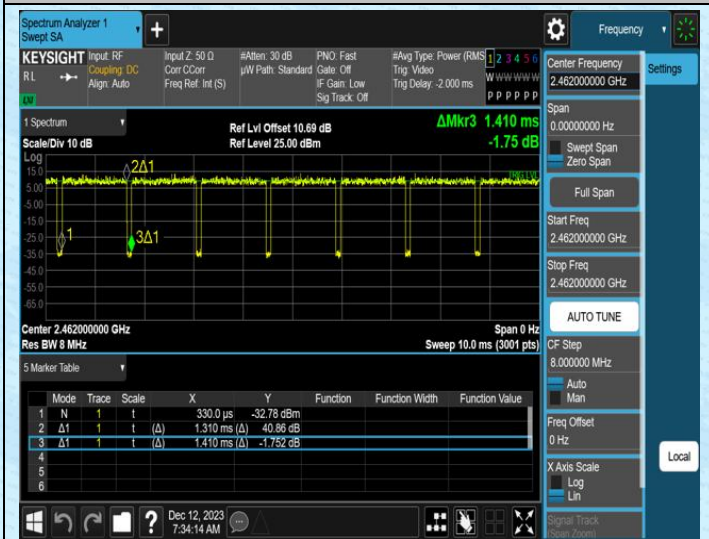 Spectrum Analyzer 1
Swept SA
+
Frequency
KEYSIGHT
Input: RF
Coupling: DC
Align: Auto
Input Z: 50 Ω
Corr CCorr
Freq Ref: Int (S)
#Atten: 30 dB
µW Path: Standard
PNO: Fast
Gate: Off
IF Gain: Low
Sig Track: Off
#Avg Type: Power (RMS
Trig: Video
Trig Delay: -2.000 ms
1 2 3 4 5 6
W W W W W W
P P P P P P
RL
1 Spectrum
Scale/Div 10 dB
Ref Lvl Offset 10.69 dB
Ref Level 25.00 dBm
ΔMkr3 1.410 ms
-1.75 dB
Log
15.0
5.00
-5.00
-15.0
-25.0
-35.0
-45.0
-55.0
-65.0
2Δ1
1
3Δ1
Center 2.462000000 GHz
Res BW 8 MHz
Span 0 Hz
Sweep 10.0 ms (3001 pts)
5 Marker Table
Mode Trace Scale X Y Function Function Width Function Value
1 N 1 t 330.0 µs -32.78 dBm
2 Δ1 1 t (Δ) 1.310 ms (Δ) 40.86 dB
3 Δ1 1 t (Δ) 1.410 ms (Δ) -1.752 dB
4
5
6
?
Dec 12, 2023
7:34:14 AM
Center Frequency
2.462000000 GHz
Settings
Span
0.00000000 Hz
Swept Span
Zero Span
Full Span
Start Freq
2.462000000 GHz
Stop Freq
2.462000000 GHz
AUTO TUNE
CF Step
8.000000 MHz
Auto
Man
Freq Offset
0 Hz
X Axis Scale
Log
Lin
Local
Signal Track
(Span Zoom)